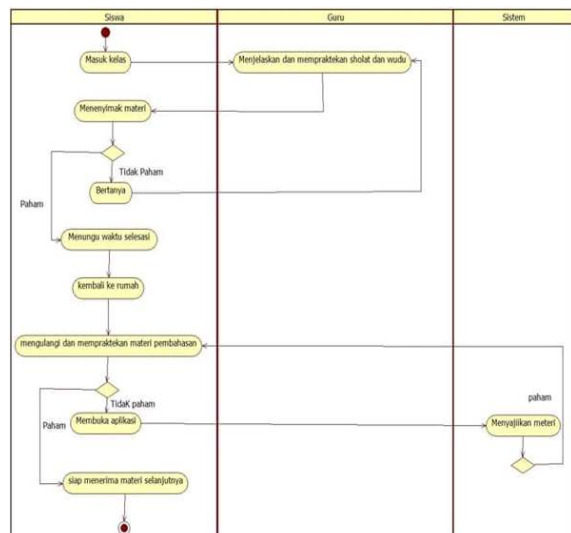 Siswa
Guru
Sistem
Masuk kelas
Menjelaskan dan mempraktekan sholat dan wudu
Menenyimak materi
Tidak Paham
Bertanya
Paham
Menungu waktu selesasi
kembali ke rumah
mengulangi dan mempraktekan materi pembahasan
TidaK paham
Membuka aplikasi
Paham
paham
Menyajiikan meteri
siap menerima materi selanjutnya